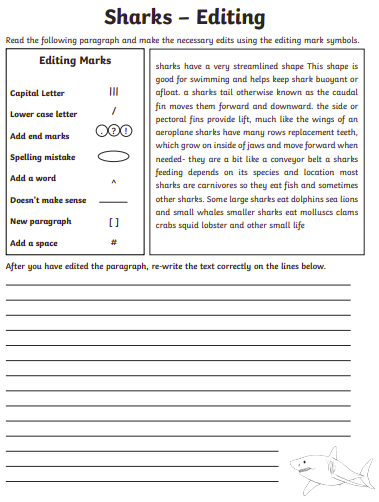 Sharks – Editing
Read the following paragraph and make the necessary edits using the editing mark symbols.
Editing Marks
Capital Letter |||
Lower case letter /
Add end marks . ? !
Spelling mistake
Add a word ^
Doesn't make sense
New paragraph [ ]
Add a space #
sharks have a very streamlined shape This shape is
good for swimming and helps keep shark buoyant or
afloat. a sharks tail otherwise known as the caudal
fin moves them forward and downward. the side or
pectoral fins provide lift, much like the wings of an
aeroplane sharks have many rows replacement teeth,
which grow on inside of jaws and move forward when
needed- they are a bit like a conveyor belt a sharks
feeding depends on its species and location most
sharks are carnivores so they eat fish and sometimes
other sharks. Some large sharks eat dolphins sea lions
and small whales smaller sharks eat molluscs clams
crabs squid lobster and other small life
After you have edited the paragraph, re-write the text correctly on the lines below.